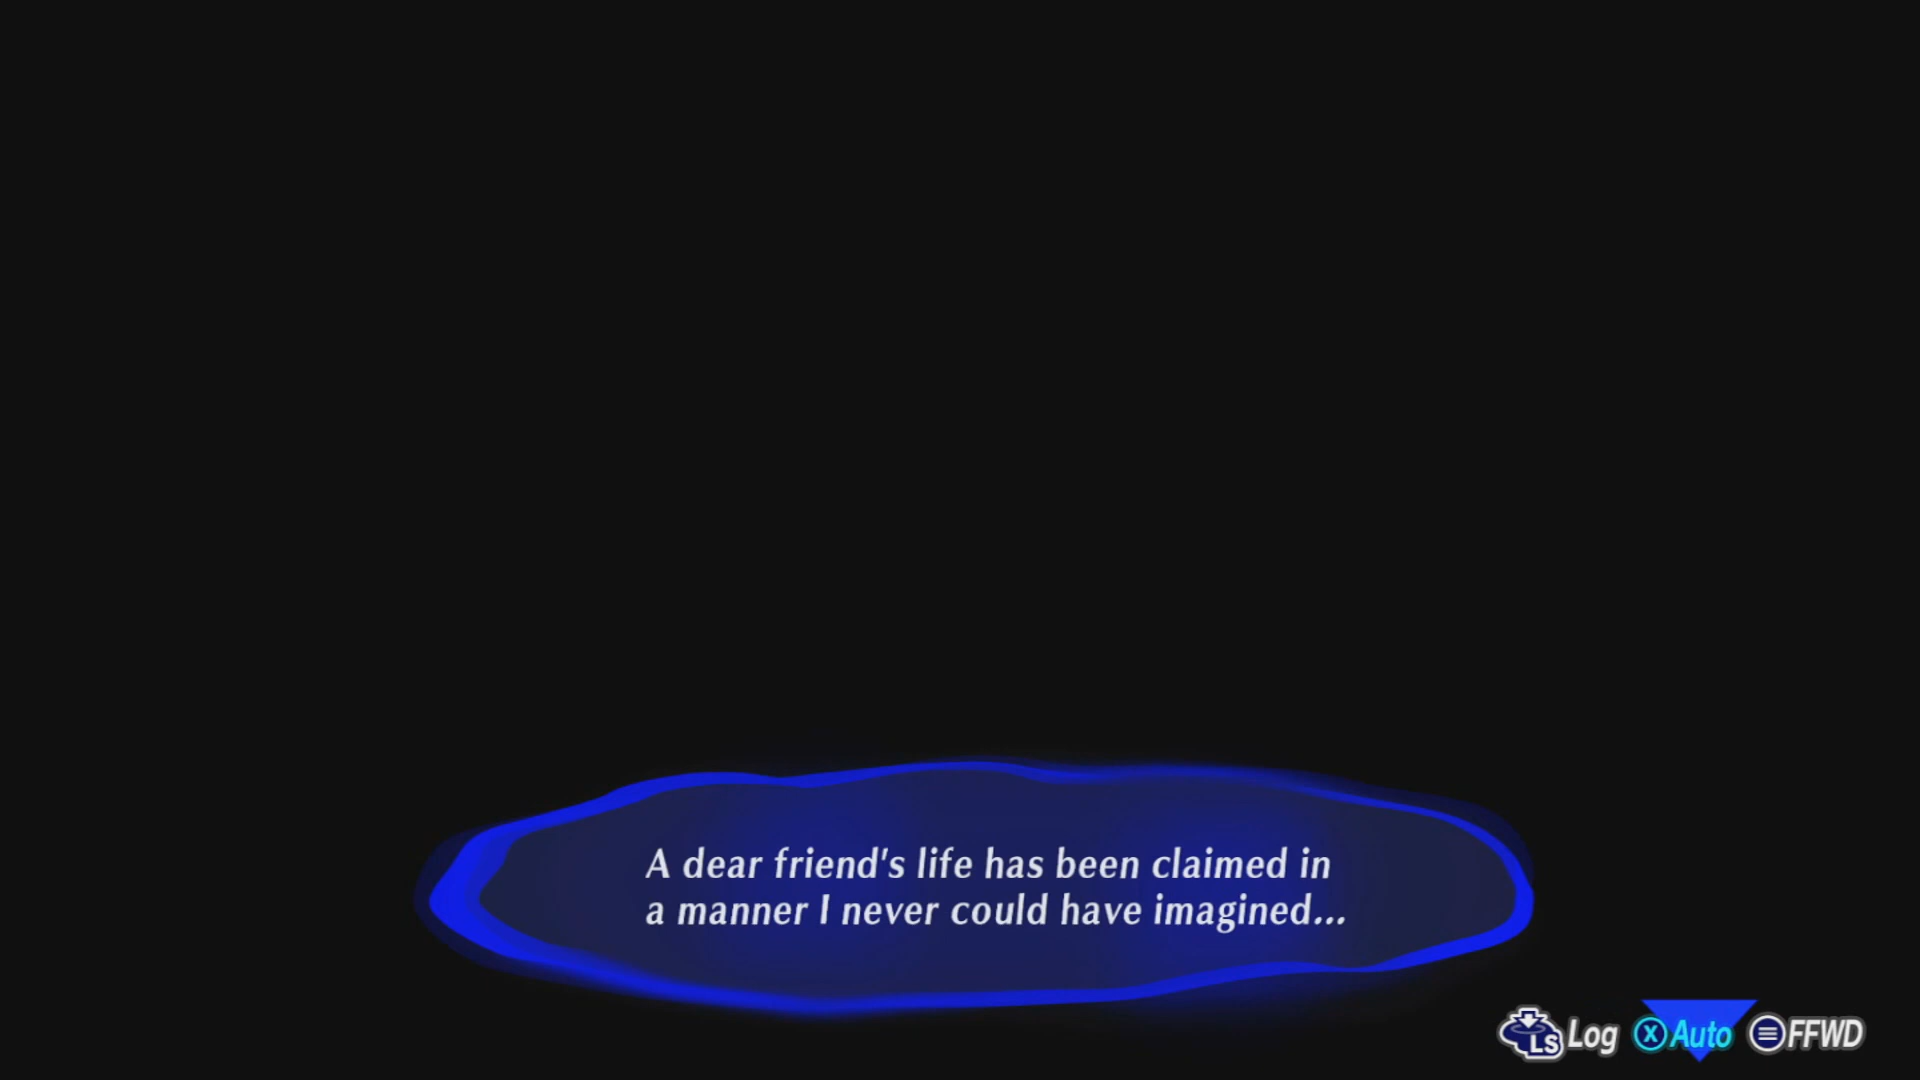 A dear friend's life has been claimed in
a manner I never could have imagined...
LS Log X Auto FFWD